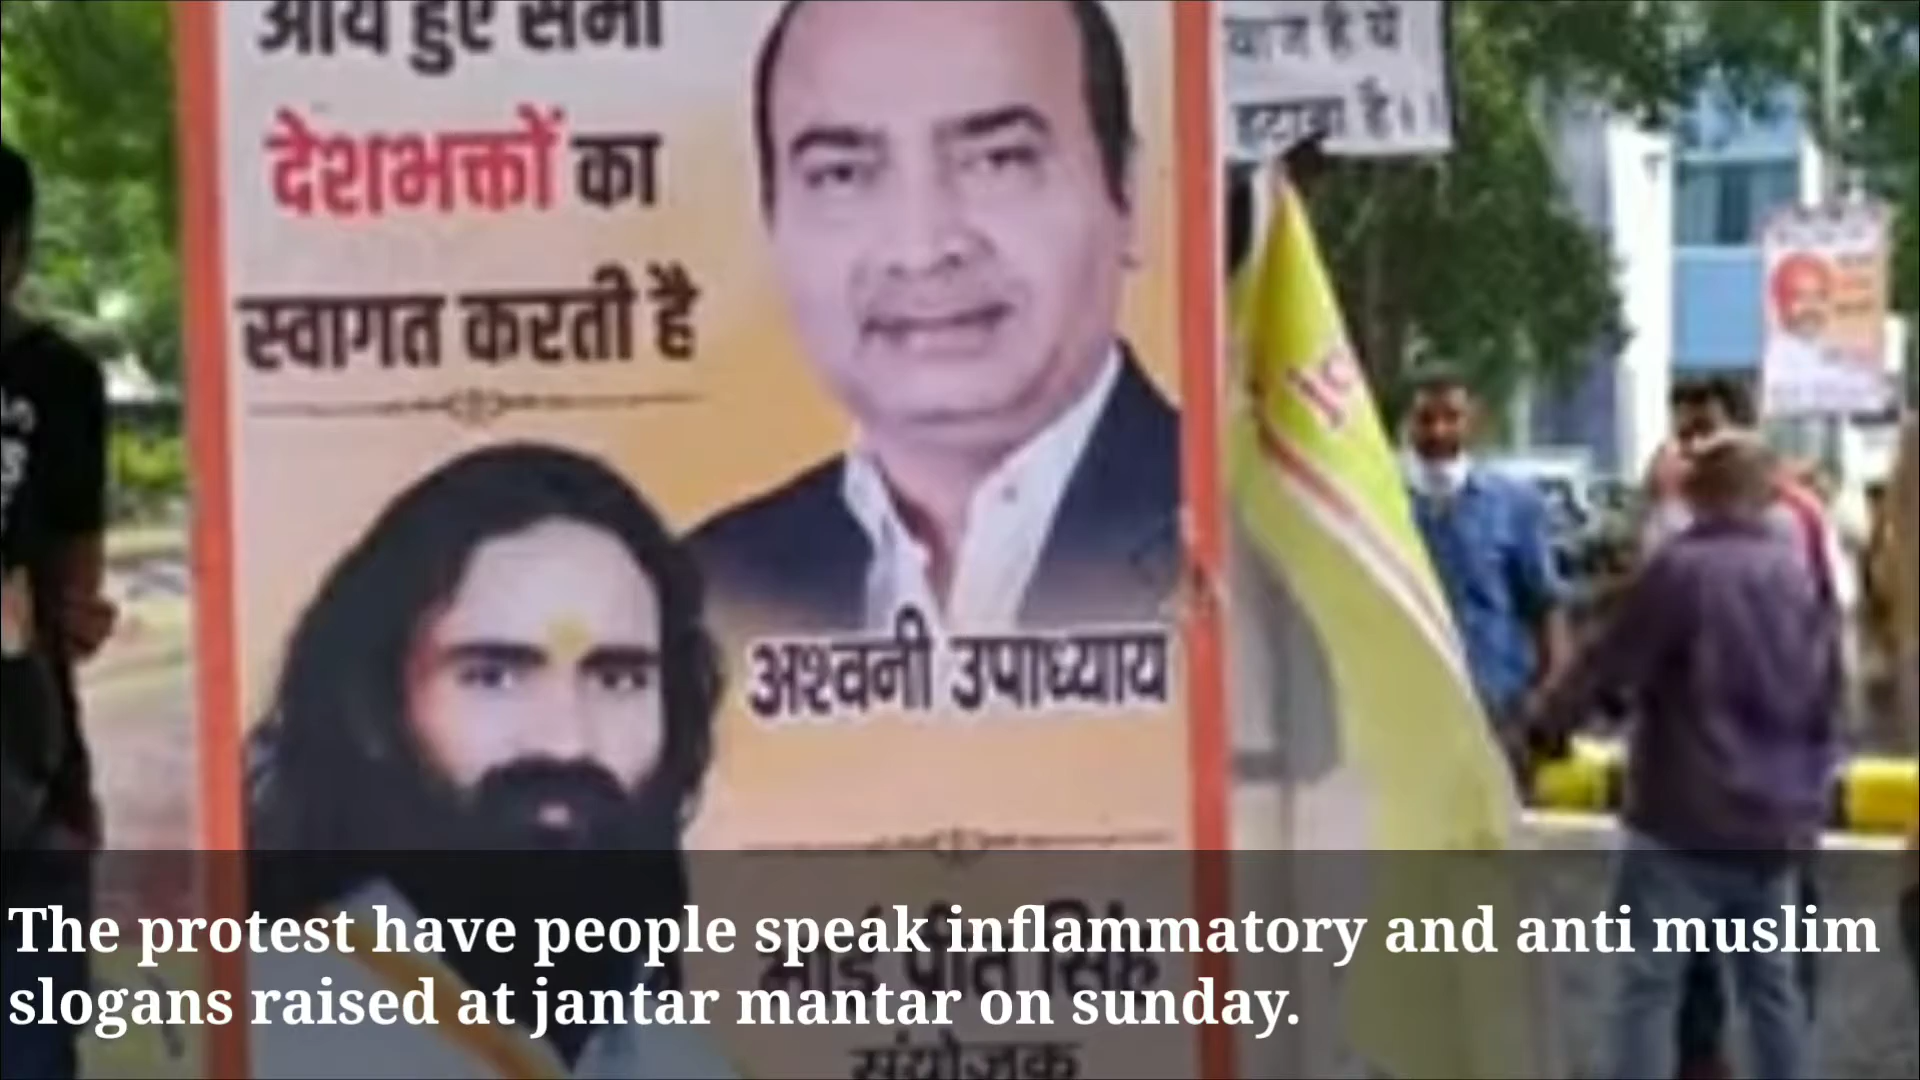 आये हुए सभी
देशभक्तों का
स्वागत करती है
अश्वनी उपाध्याय
प्रीत सिंह
संयोजक
है ये
है।
The protest have people speak inflammatory and anti muslim
slogans raised at jantar mantar on sunday.